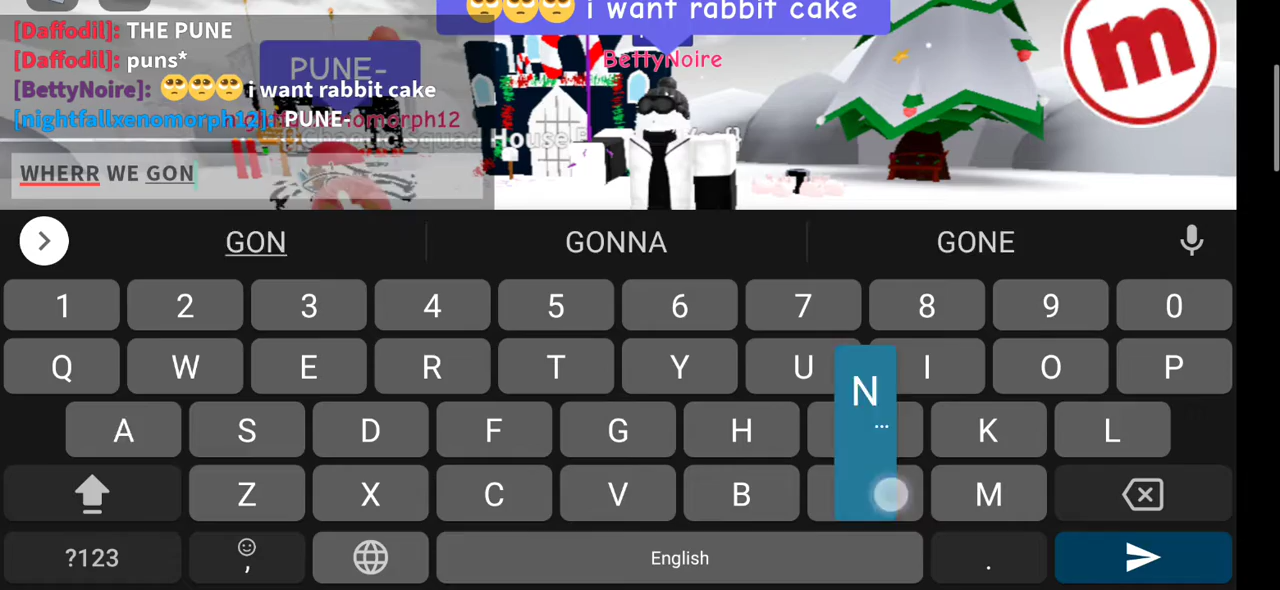 🥺🥺🥺 i want rabbit cake
[Daffodil]: THE PUNE
[Daffodil]: puns*
PUNE-
BettyNoire
[BettyNoire]: 🥺🥺🥺 i want rabbit cake
[nightfallxenomorph12]: PUNE-
m
WHERR WE GON
GON GONNA GONE
1 2 3 4 5 6 7 8 9 0
Q W E R T Y U I O P
N
A S D F G H K L
Z X C V B M
?123 , English .